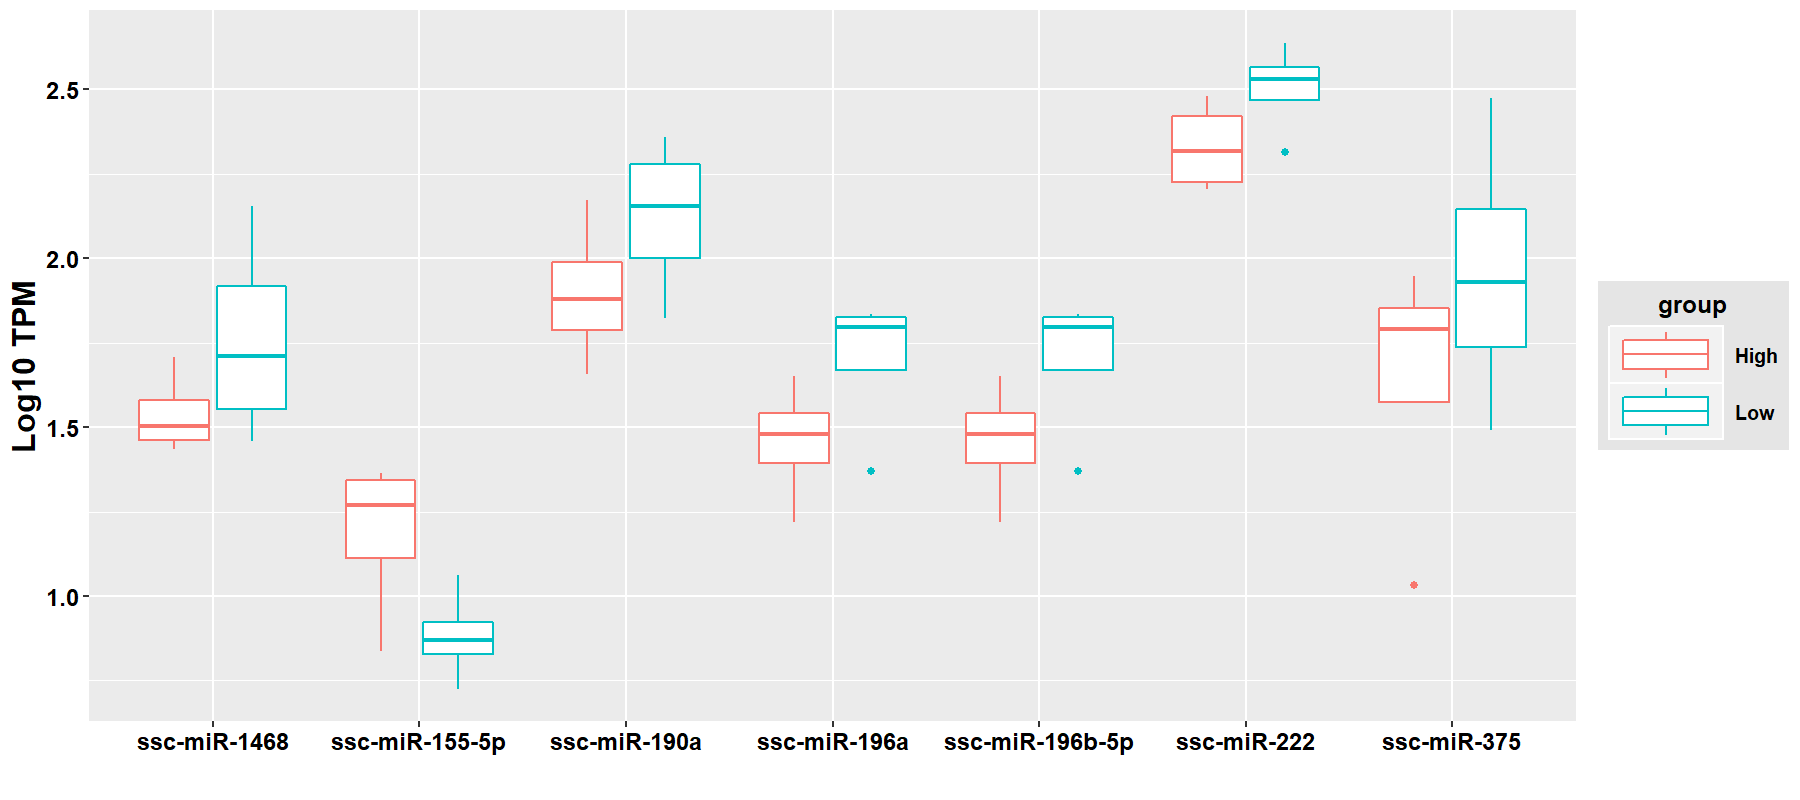 Log10 TPM
2.5
2.0
1.5
1.0
ssc-miR-1468 ssc-miR-155-5p ssc-miR-190a ssc-miR-196a ssc-miR-196b-5p ssc-miR-222 ssc-miR-375
group
High
Low